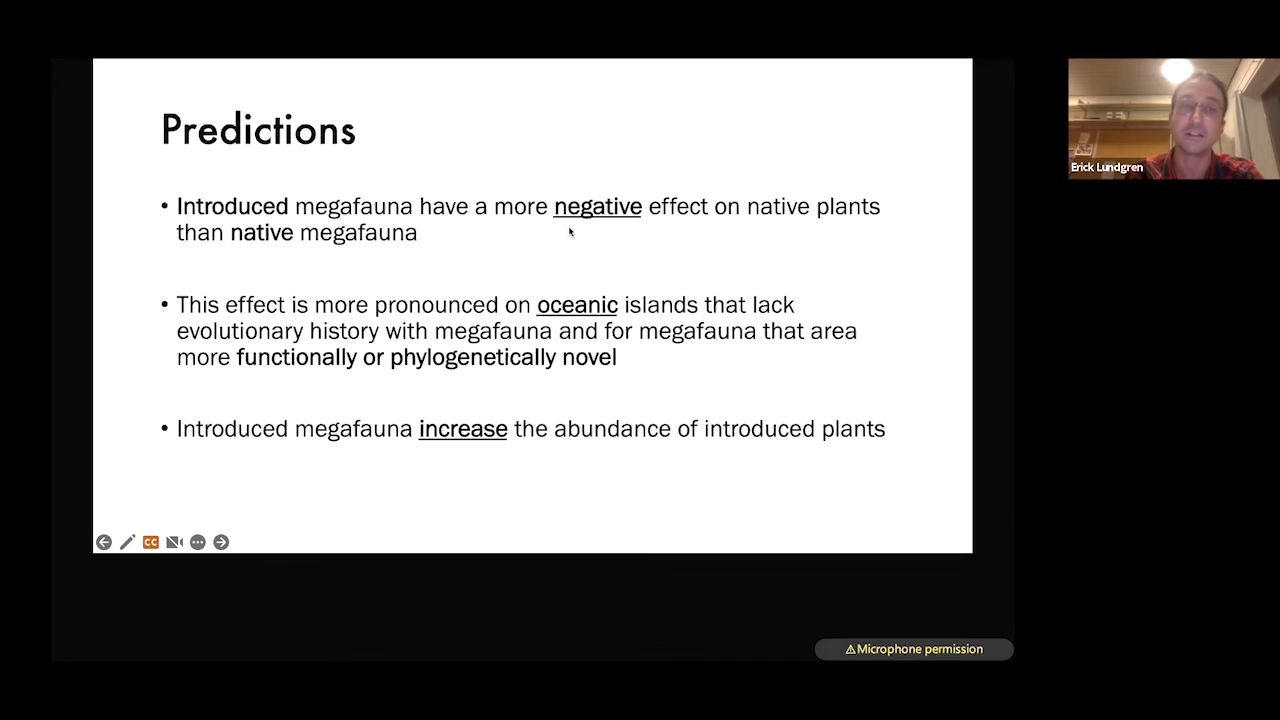 Predictions
• Introduced megafauna have a more negative effect on native plants
than native megafauna
• This effect is more pronounced on oceanic islands that lack
evolutionary history with megafauna and for megafauna that area
more functionally or phylogenetically novel
• Introduced megafauna increase the abundance of introduced plants
CC
Erick Lundgren
⚠Microphone permission